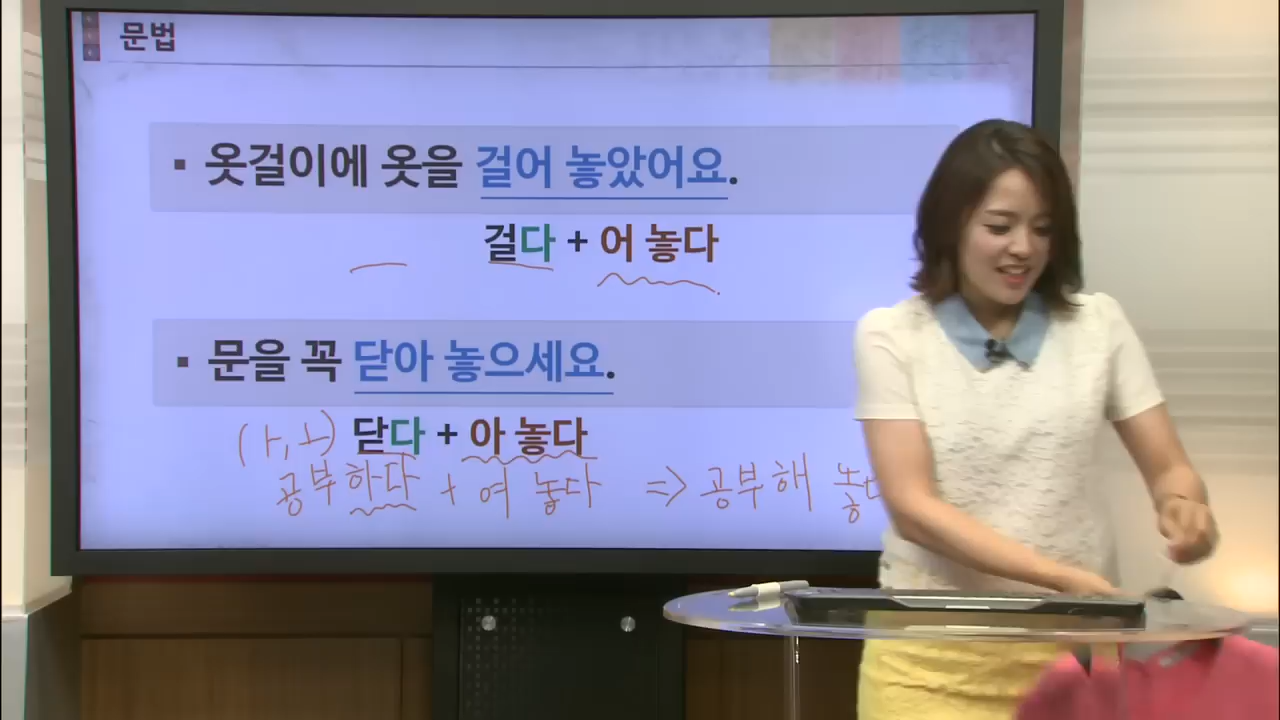 문법
▪ 옷걸이에 옷을 걸어 놓았어요.
걸다 + 어 놓다
▪ 문을 꼭 닫아 놓으세요.
(ㅏ,ㅗ) 닫다 + 아 놓다
공부하다 + 여 놓다 => 공부해 놓다